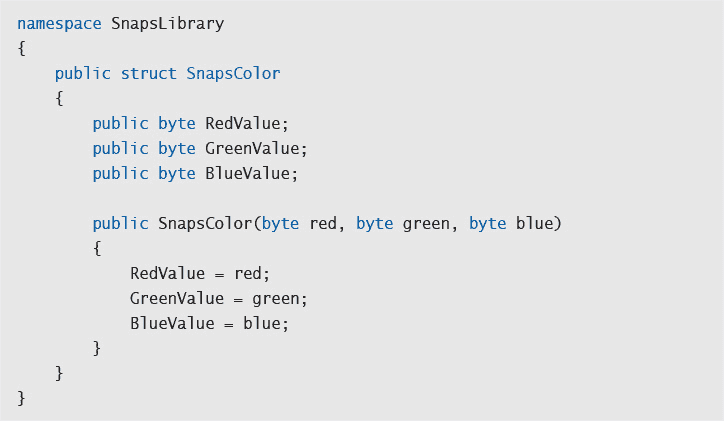 namespace SnapsLibrary
{
    public struct SnapsColor
    {
        public byte RedValue;
        public byte GreenValue;
        public byte BlueValue;

        public SnapsColor(byte red, byte green, byte blue)
        {
            RedValue = red;
            GreenValue = green;
            BlueValue = blue;
        }
    }
}